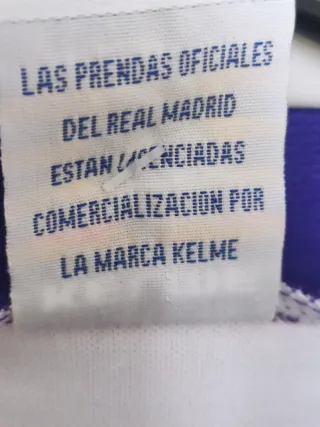 LAS PRENDAS OFICIALES
DEL REAL MADRID
ESTAN LICENCIADAS
COMERCIALIZACION POR
LA MARCA KELME